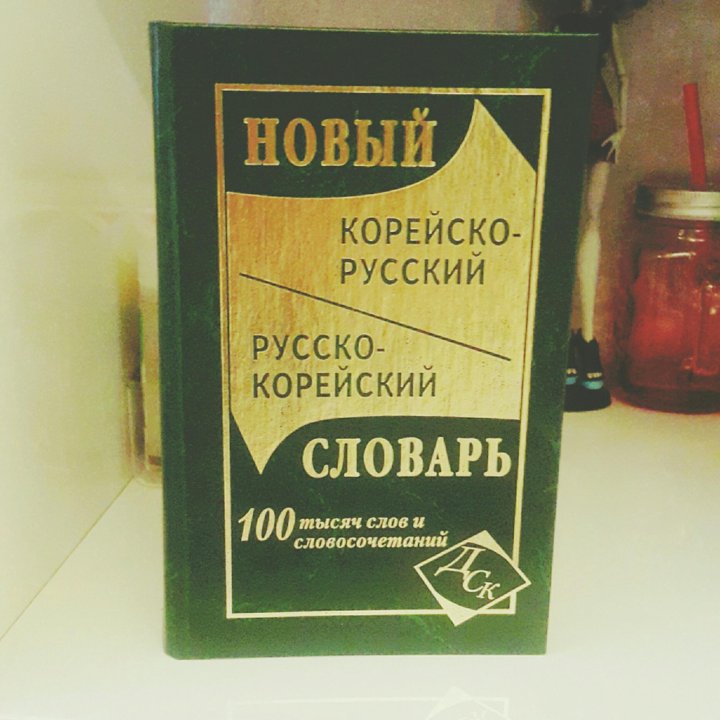 НОВЫЙ
КОРЕЙСКО-
РУССКИЙ
РУССКО-
КОРЕЙСКИЙ
СЛОВАРЬ
100 тысяч слов и
словосочетаний
ДСК